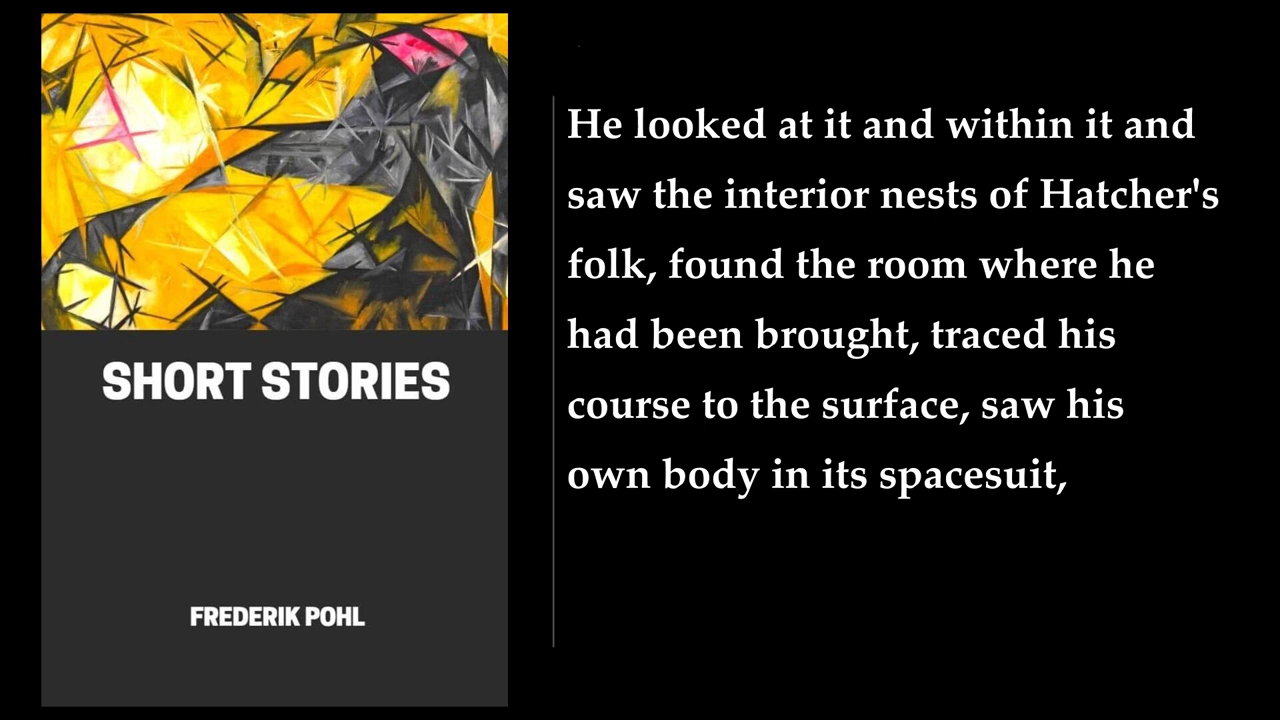 SHORT STORIES
FREDERIK POHL
He looked at it and within it and
saw the interior nests of Hatcher's
folk, found the room where he
had been brought, traced his
course to the surface, saw his
own body in its spacesuit,